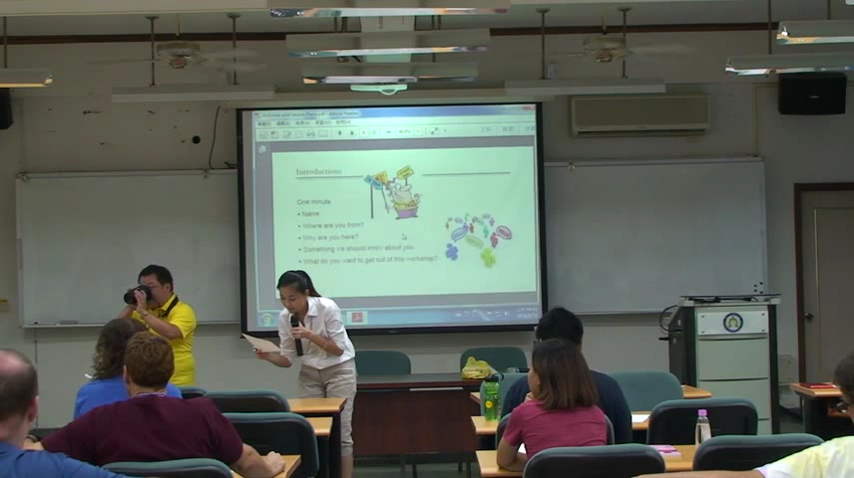 Introductions
One minute
• Name
• Where are you from?
• Why are you here?
• Something we should know about you
• What do you want to get out of this workshop?